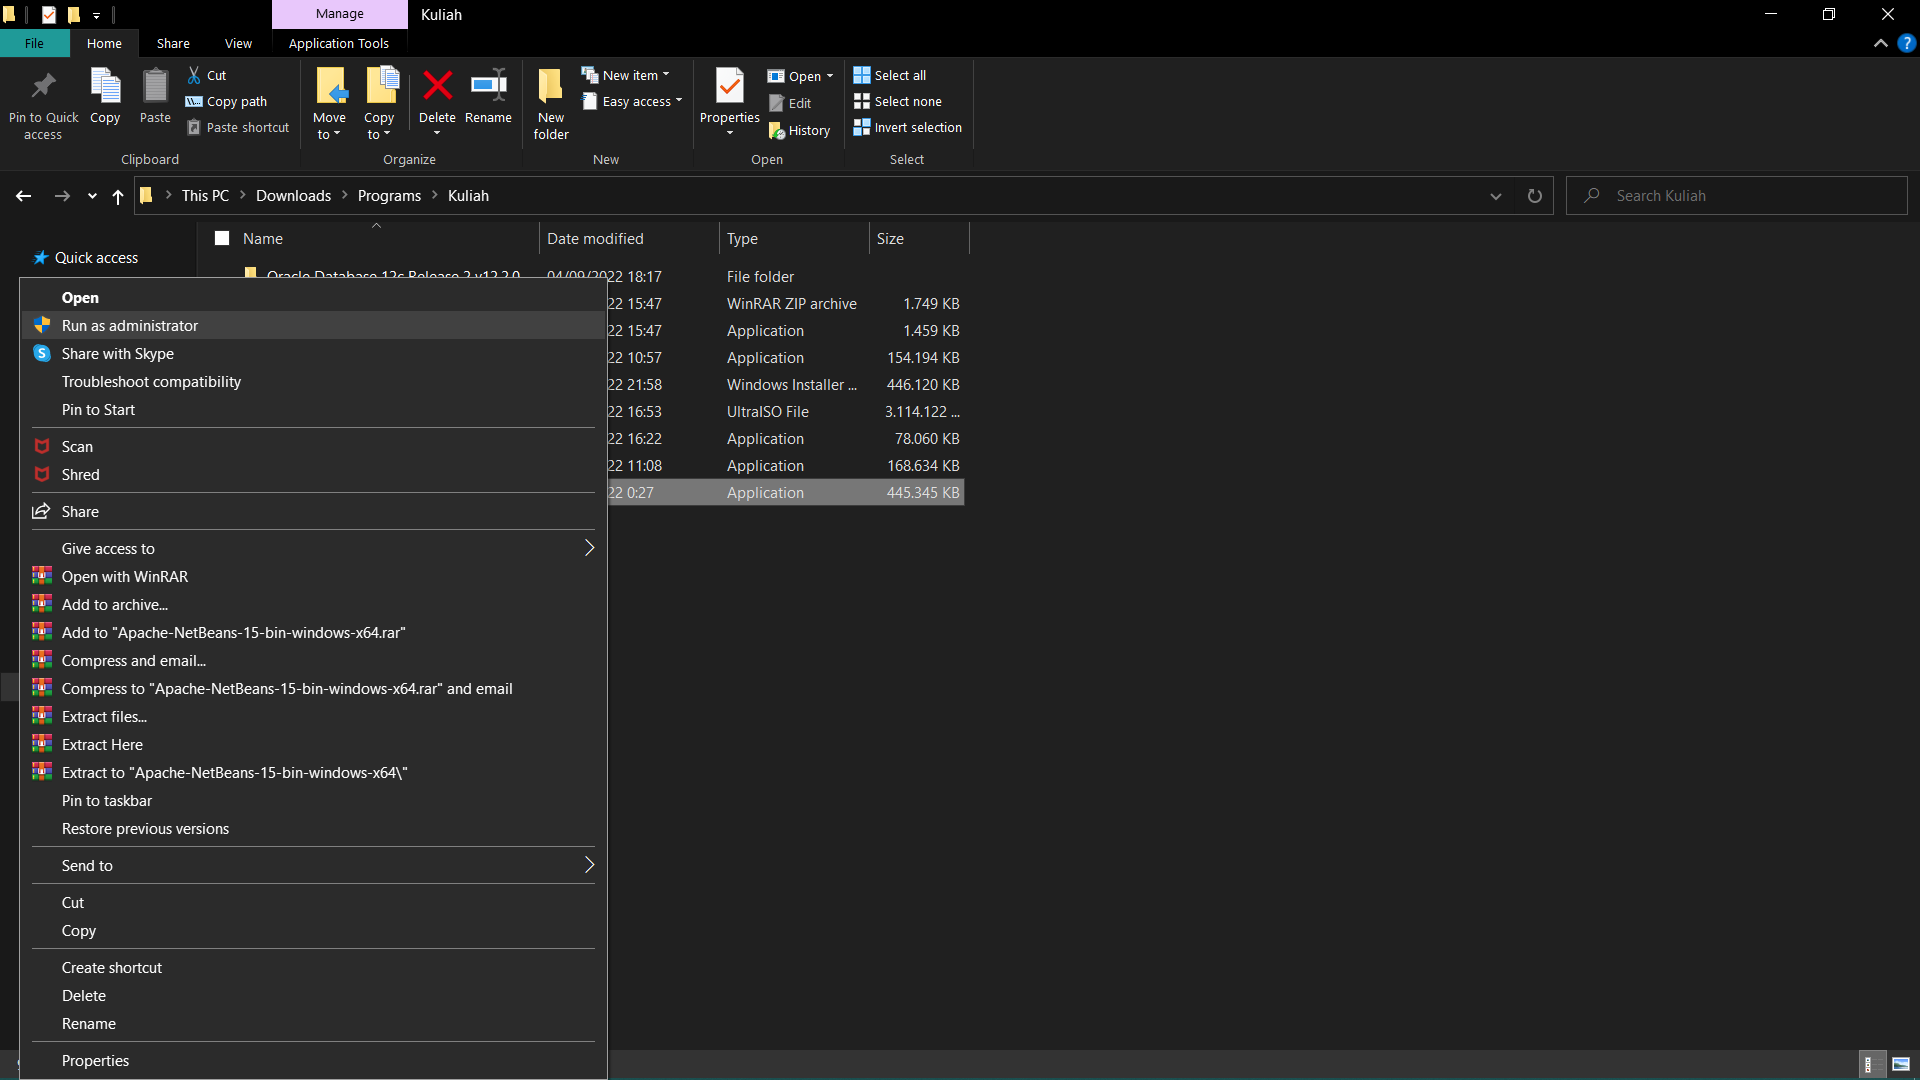 Manage
Kuliah
File
Home
Share
View
Application Tools
Pin to Quick access
Copy
Paste
Cut
Copy path
Paste shortcut
Move to
Copy to
Delete
Rename
New folder
New item
Easy access
Properties
Open
Edit
History
Select all
Select none
Invert selection
Clipboard
Organize
New
Open
Select
This PC
Downloads
Programs
Kuliah
Search Kuliah
Quick access
Name
Date modified
Type
Size
Oracle Database 12c Release 2 v12.2.0 04/09/2022 18:17 File folder
22 15:47 WinRAR ZIP archive 1.749 KB
22 15:47 Application 1.459 KB
22 10:57 Application 154.194 KB
22 21:58 Windows Installer ... 446.120 KB
22 16:53 UltraISO File 3.114.122 ...
22 16:22 Application 78.060 KB
22 11:08 Application 168.634 KB
22 0:27 Application 445.345 KB
Open
Run as administrator
Share with Skype
Troubleshoot compatibility
Pin to Start
Scan
Shred
Share
Give access to
Open with WinRAR
Add to archive...
Add to "Apache-NetBeans-15-bin-windows-x64.rar"
Compress and email...
Compress to "Apache-NetBeans-15-bin-windows-x64.rar" and email
Extract files...
Extract Here
Extract to "Apache-NetBeans-15-bin-windows-x64\"
Pin to taskbar
Restore previous versions
Send to
Cut
Copy
Create shortcut
Delete
Rename
Properties